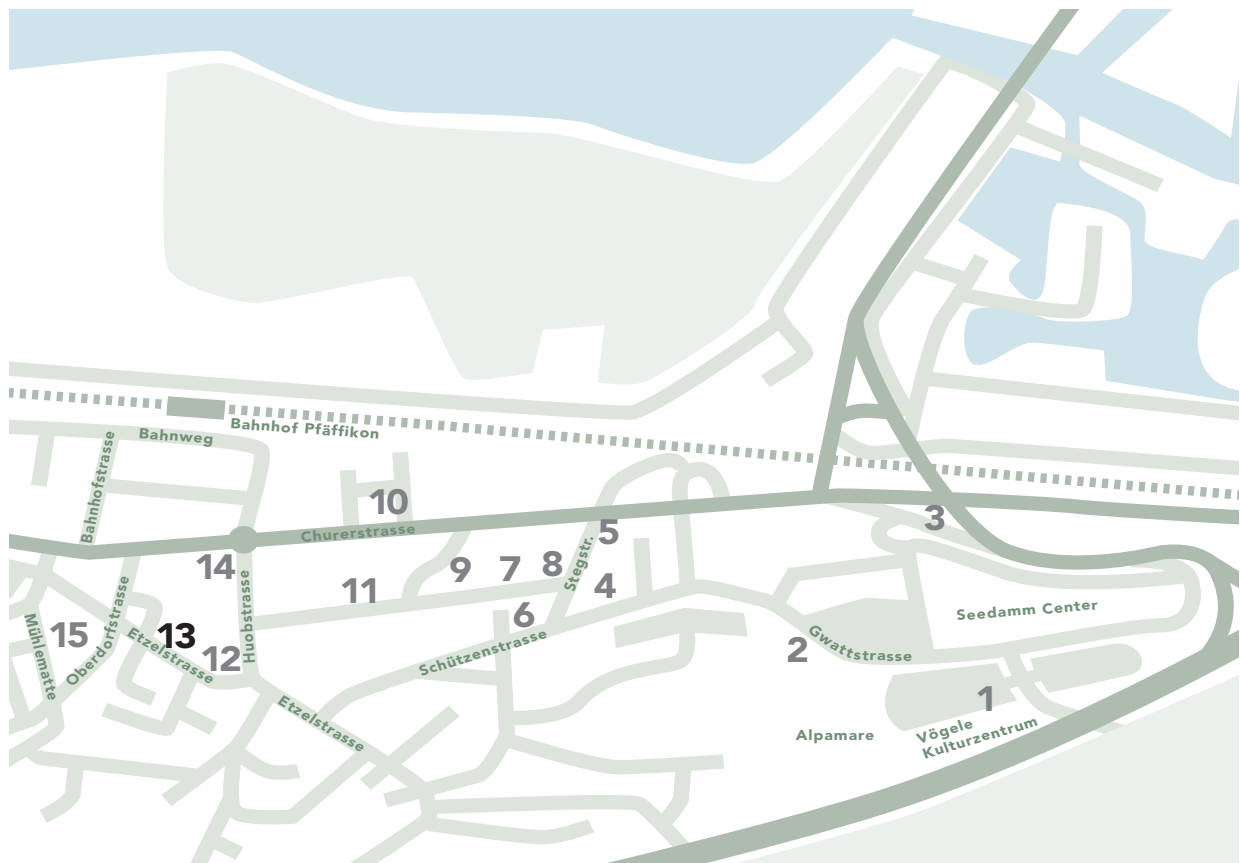 Bahnweg
Bahnhof Pfäffikon
Bahnhofstrasse
10
Churerstrasse
3
5
14
9
7
8
Stegstr.
4
11
Huobstrasse
6
Seedamm Center
15
13
12
Mühlematte
Oberdorfstrasse
Etzelstrasse
Schützenstrasse
2
Gwattstrasse
1
Etzelstrasse
Alpamare
Vögele
Kulturzentrum